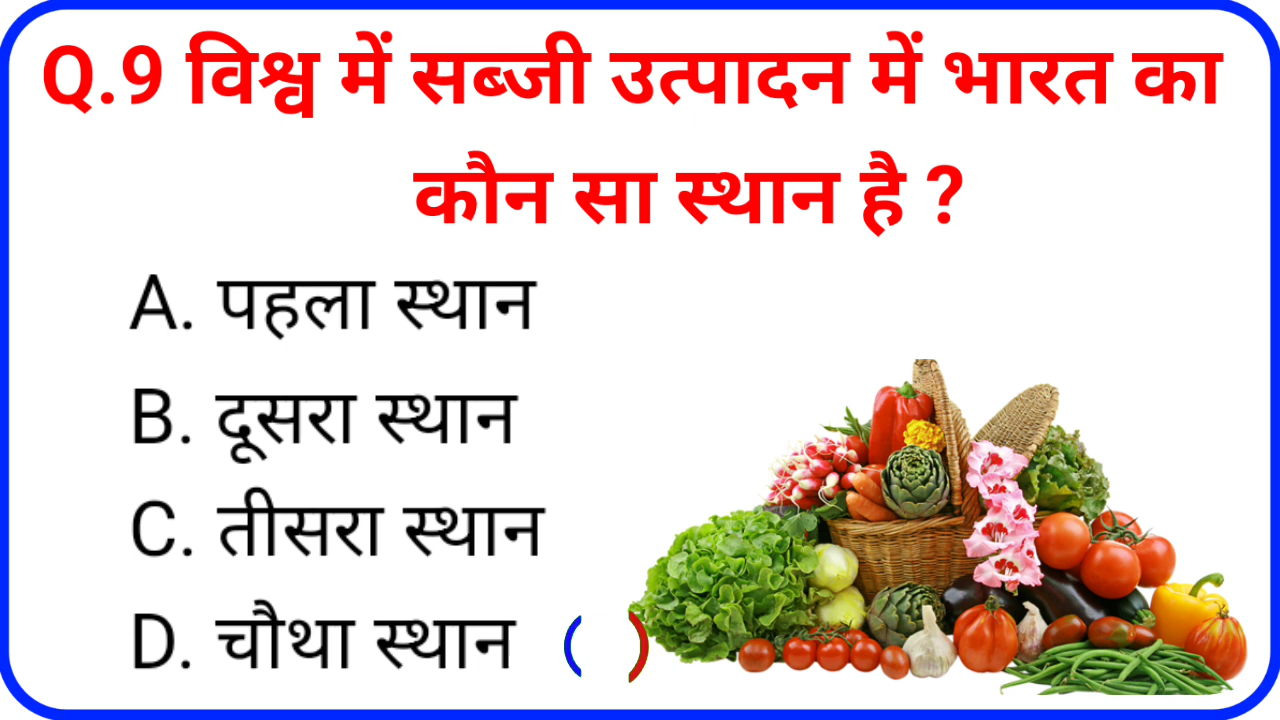 Q.9 विश्व में सब्जी उत्पादन में भारत का
कौन सा स्थान है ?
A. पहला स्थान
B. दूसरा स्थान
C. तीसरा स्थान
D. चौथा स्थान ( )